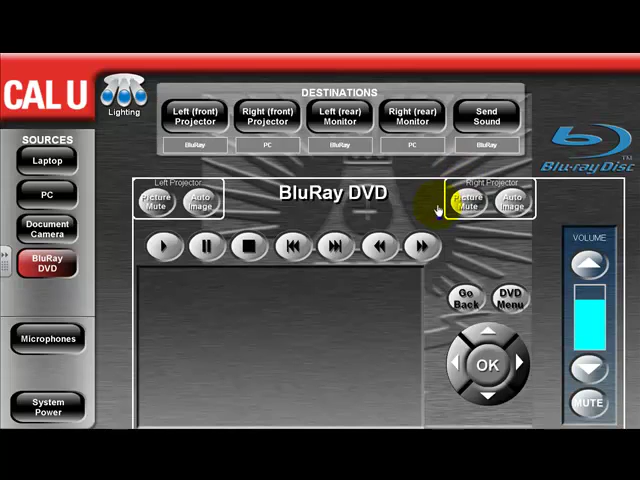 CAL U
Lighting
DESTINATIONS
Left (front)
Projector
Right (front)
Projector
Left (rear)
Monitor
Right (rear)
Monitor
Send
Sound
BluRay
PC
BluRay
PC
BluRay
SOURCES
Laptop
PC
Document
Camera
BluRay
DVD
Microphones
System
Power
Blu-ray Disc
TM
Left Projector
Picture
Mute
Auto
Image
BluRay DVD
Right Projector
Picture
Mute
Auto
Image
Go
Back
DVD
Menu
OK
VOLUME
MUTE